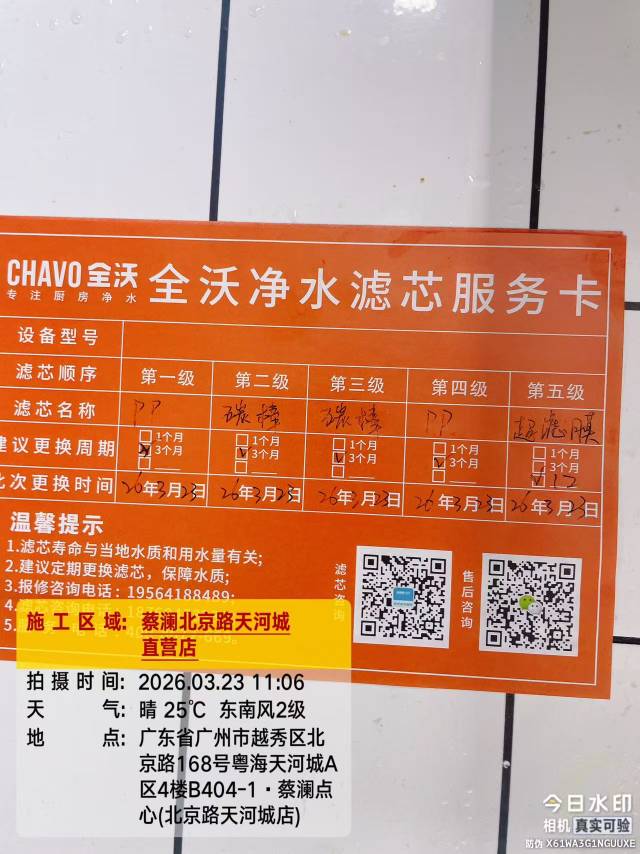 CHAVO 全沃
专注厨房净水
全沃净水滤芯服务卡
设备型号
滤芯顺序 第一级 第二级 第三级 第四级 第五级
滤芯名称 PP 碳棒 碳棒 PP 超滤膜
建议更换周期 1个月 1个月 1个月 1个月 1个月
3个月 3个月 3个月 3个月 3个月
12
此次更换时间 26年3月23日 26年3月23日 26年3月23日 26年3月23日 26年3月23日
温馨提示
1.滤芯寿命与当地水质和用水量有关;
2.建议定期更换滤芯，保障水质;
3.报修咨询电话: 19564188489;
滤芯咨询
售后咨询
施工区域: 蔡澜北京路天河城
直营店
拍摄时间: 2026.03.23 11:06
天气: 晴 25℃ 东南风2级
地点: 广东省广州市越秀区北
京路168号粤海天河城A
区4楼B404-1·蔡澜点
心(北京路天河城店)
今日水印
相机 真实可验
防伪 X61WA3G1NGUUXE